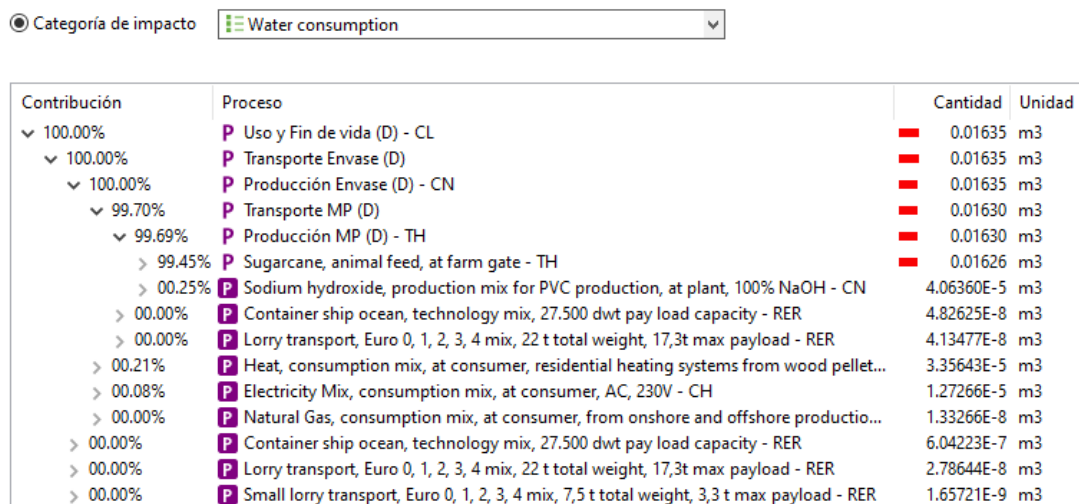 Categoría de impacto Water consumption
Contribución Proceso Cantidad Unidad
100.00% P Uso y Fin de vida (D) - CL 0.01635 m3
100.00% P Transporte Envase (D) 0.01635 m3
100.00% P Producción Envase (D) - CN 0.01635 m3
99.70% P Transporte MP (D) 0.01630 m3
99.69% P Producción MP (D) - TH 0.01630 m3
99.45% P Sugarcane, animal feed, at farm gate - TH 0.01626 m3
00.25% P Sodium hydroxide, production mix for PVC production, at plant, 100% NaOH - CN 4.06360E-5 m3
00.00% P Container ship ocean, technology mix, 27.500 dwt pay load capacity - RER 4.82625E-8 m3
00.00% P Lorry transport, Euro 0, 1, 2, 3, 4 mix, 22 t total weight, 17,3t max payload - RER 4.13477E-8 m3
00.21% P Heat, consumption mix, at consumer, residential heating systems from wood pellet... 3.35643E-5 m3
00.08% P Electricity Mix, consumption mix, at consumer, AC, 230V - CH 1.27266E-5 m3
00.00% P Natural Gas, consumption mix, at consumer, from onshore and offshore productio... 1.33266E-8 m3
00.00% P Container ship ocean, technology mix, 27.500 dwt pay load capacity - RER 6.04223E-7 m3
00.00% P Lorry transport, Euro 0, 1, 2, 3, 4 mix, 22 t total weight, 17,3t max payload - RER 2.78644E-8 m3
00.00% P Small lorry transport, Euro 0, 1, 2, 3, 4 mix, 7,5 t total weight, 3,3 t max payload - RER 1.65721E-9 m3